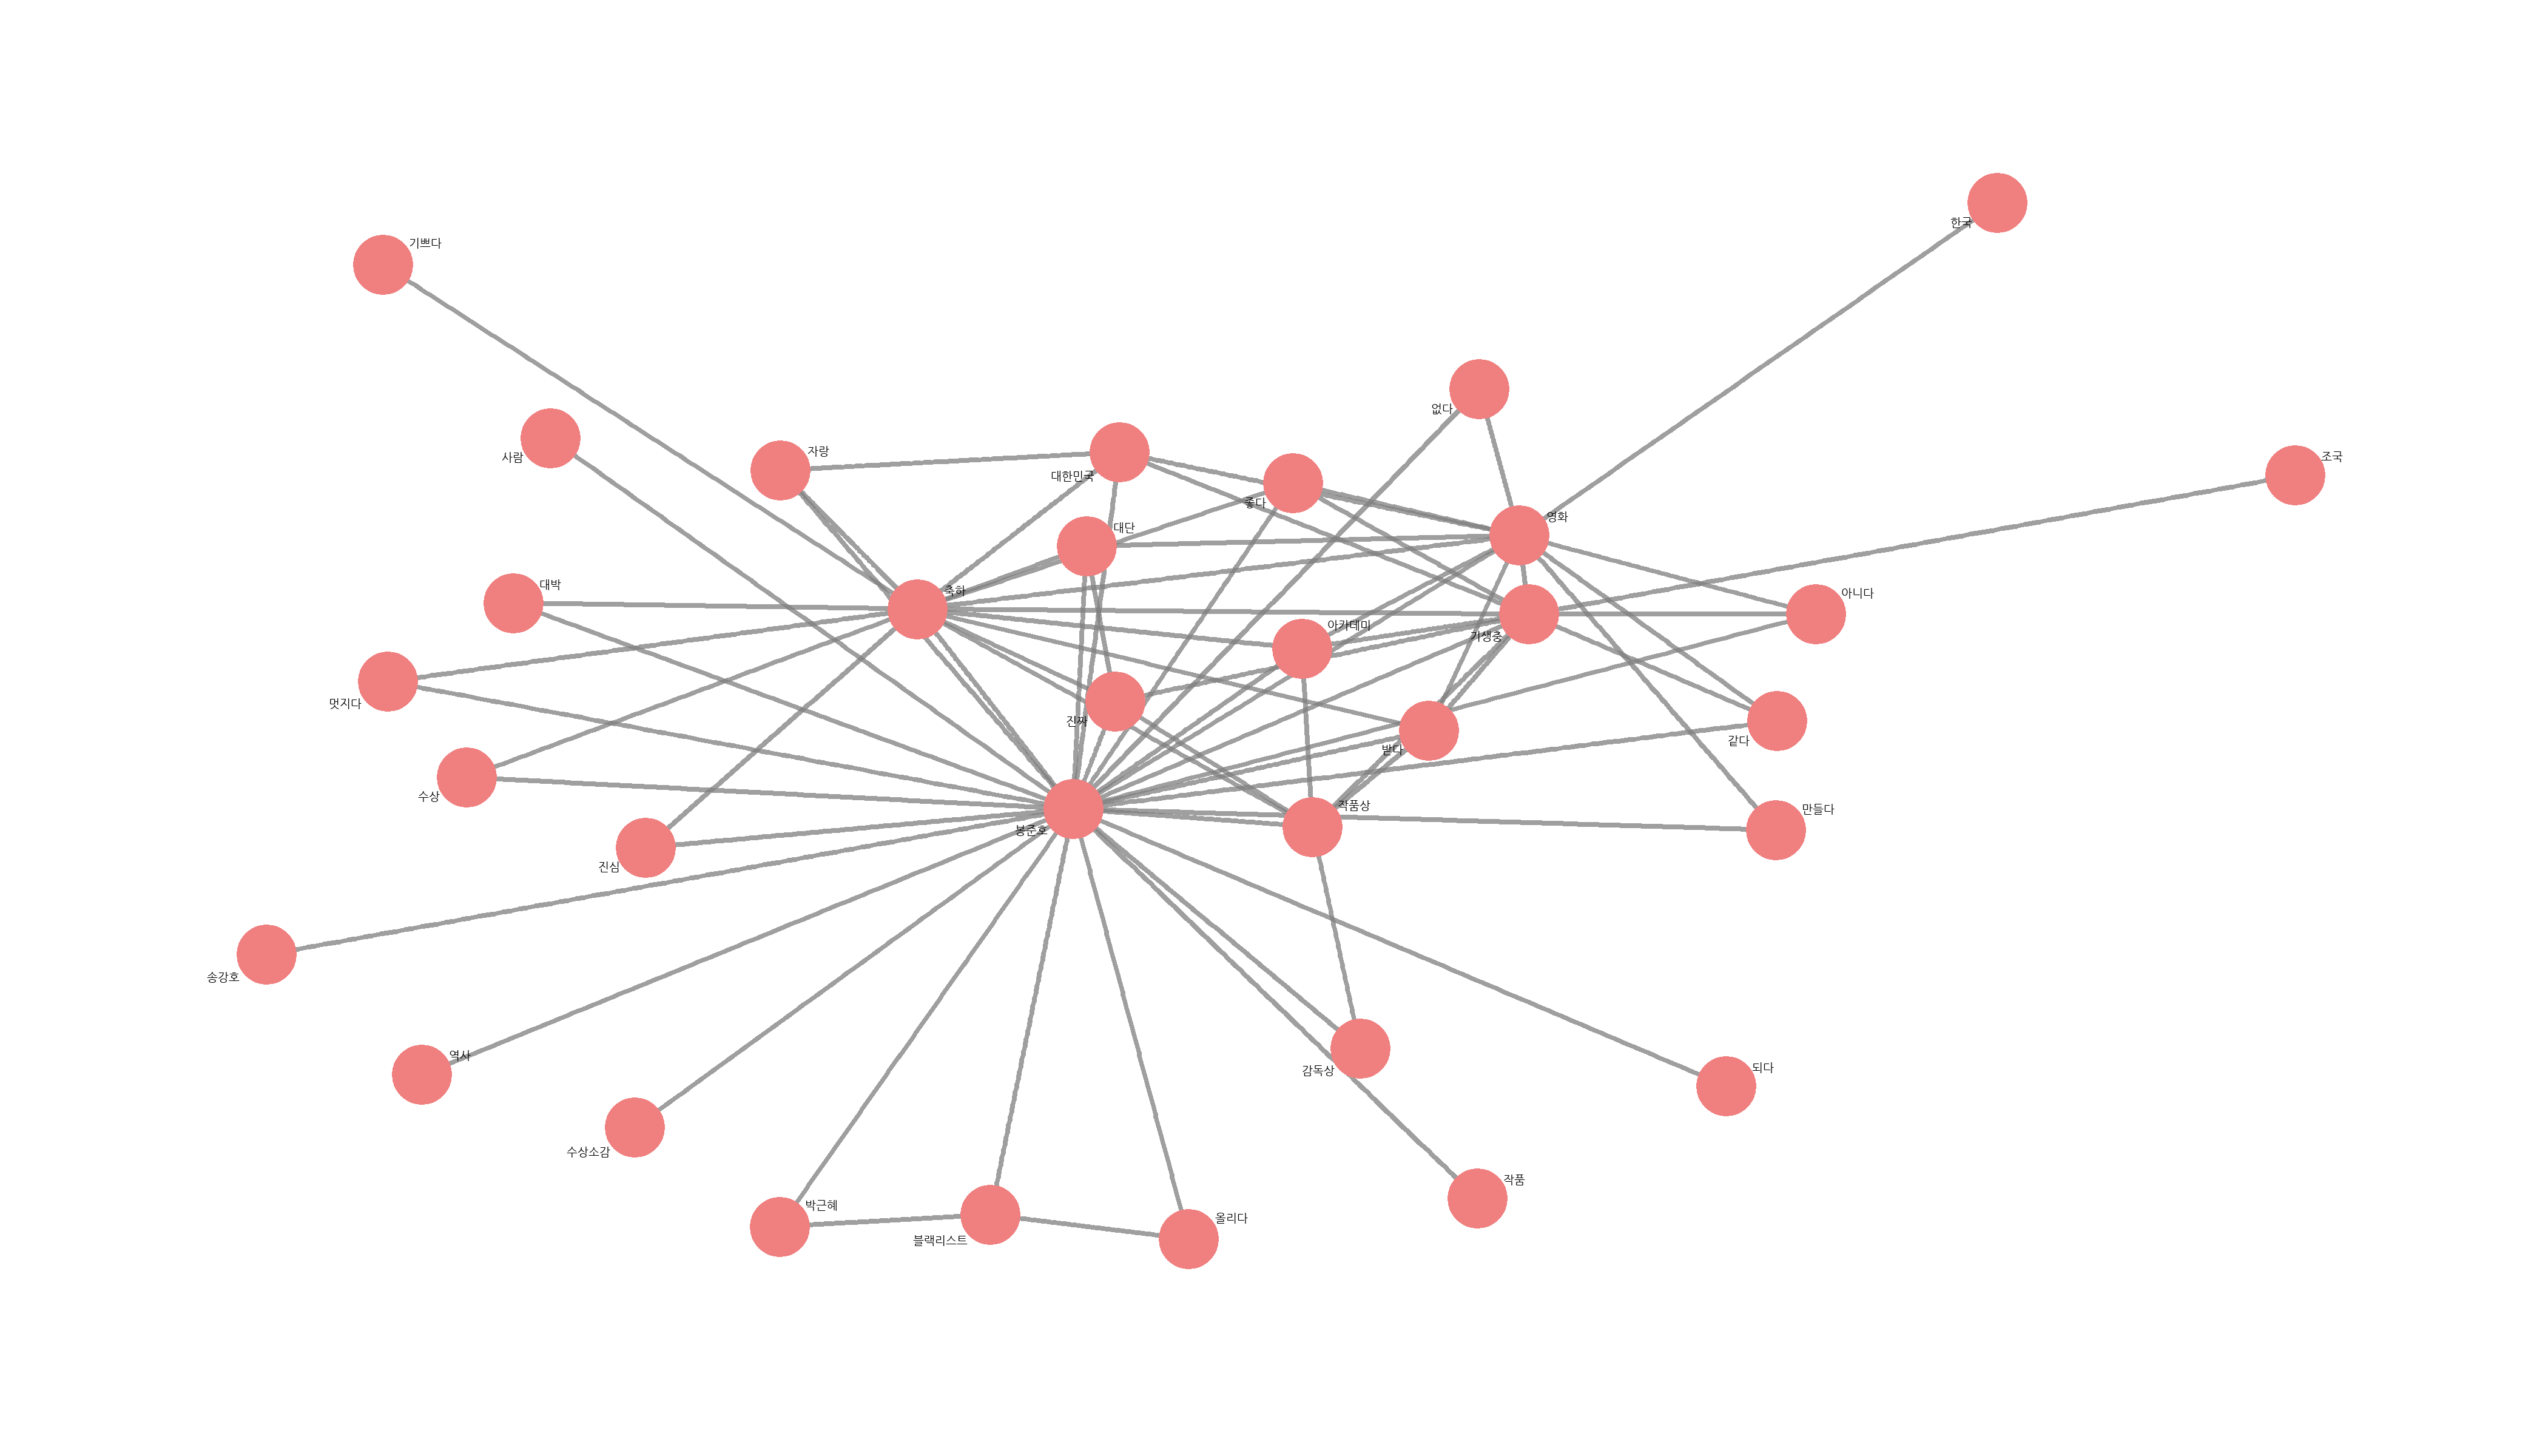 한국
기쁘다
없다
자랑
조국
사람
대한민국
좋다
영화
대단
대박
축하
아니다
아카데미
기생충
멋지다
진짜
같다
받다
수상
작품상
만들다
봉준호
진심
송강호
역사
되다
감독상
수상소감
작품
박근혜
올리다
블랙리스트